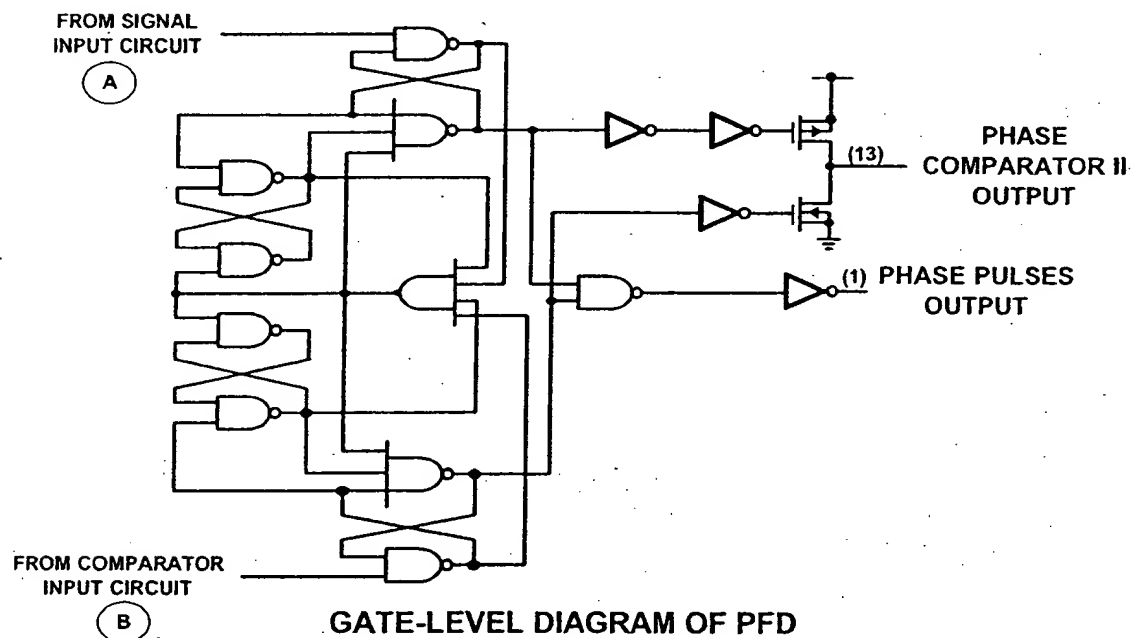 FROM SIGNAL
INPUT CIRCUIT
A
PHASE
COMPARATOR II
OUTPUT
(13)
(1)
PHASE PULSES
OUTPUT
FROM COMPARATOR
INPUT CIRCUIT
B
GATE-LEVEL DIAGRAM OF PFD